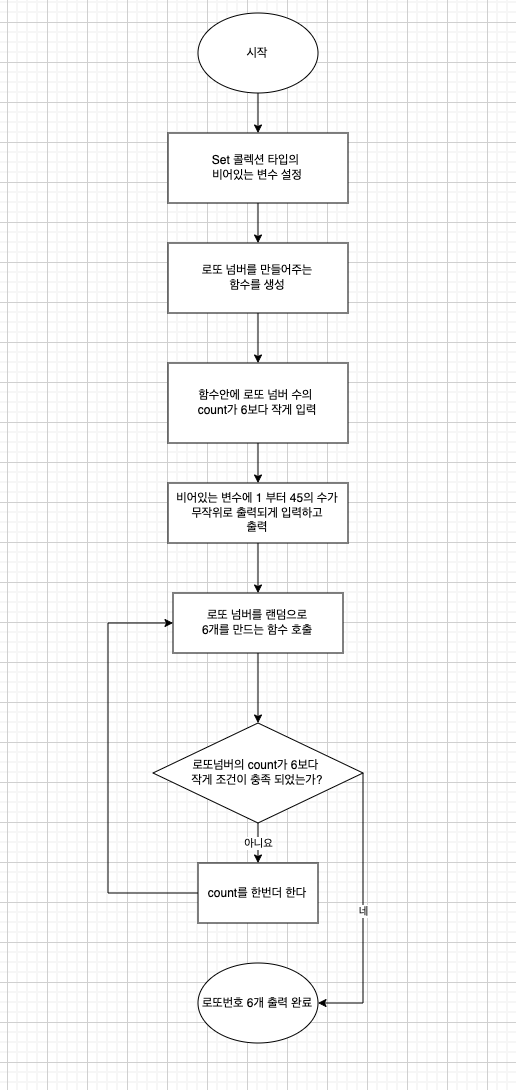 시작
Set 콜렉션 타입의
비어있는 변수 설정
로또 넘버를 만들어주는
함수를 생성
함수안에 로또 넘버 수의
count가 6보다 작게 입력
비어있는 변수에 1 부터 45의 수가
무작위로 출력되게 입력하고
출력
로또 넘버를 랜덤으로
6개를 만드는 함수 호출
로또넘버의 count가 6보다
작게 조건이 충족 되었는가?
아니요
count를 한번더 한다
네
로또번호 6개 출력 완료